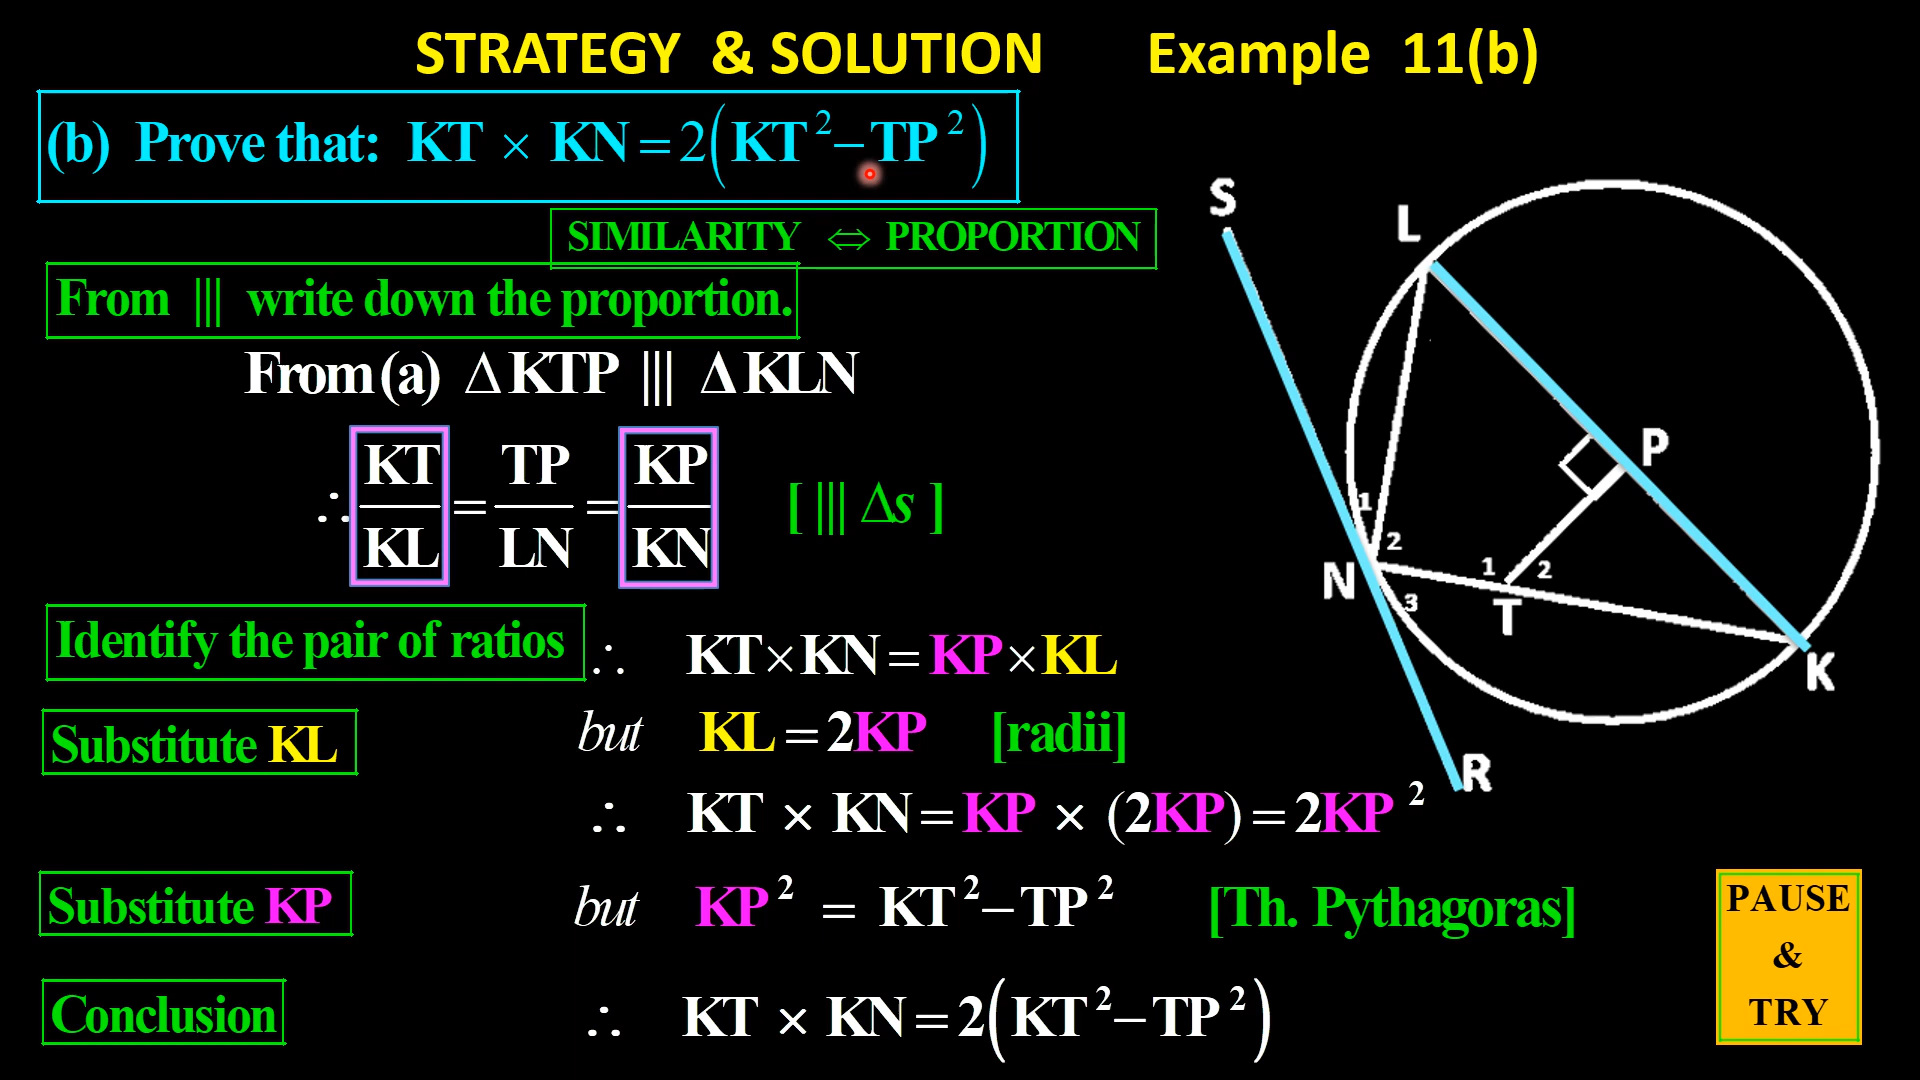 STRATEGY & SOLUTION Example 11(b)
(b) Prove that: KT × KN = 2(KT² − TP²)
SIMILARITY ⇔ PROPORTION
From ||| write down the proportion.
From (a) Δ KTP ||| Δ KLN
∴ KT/KL = TP/LN = KP/KN [ ||| Δs ]
Identify the pair of ratios ∴ KT × KN = KP × KL
Substitute KL but KL = 2KP [radii]
∴ KT × KN = KP × (2KP) = 2KP²
Substitute KP but KP² = KT² − TP² [Th. Pythagoras]
Conclusion ∴ KT × KN = 2(KT² − TP²)
S
L
P
1
2
N
1
2
3
T
K
R
PAUSE
&
TRY